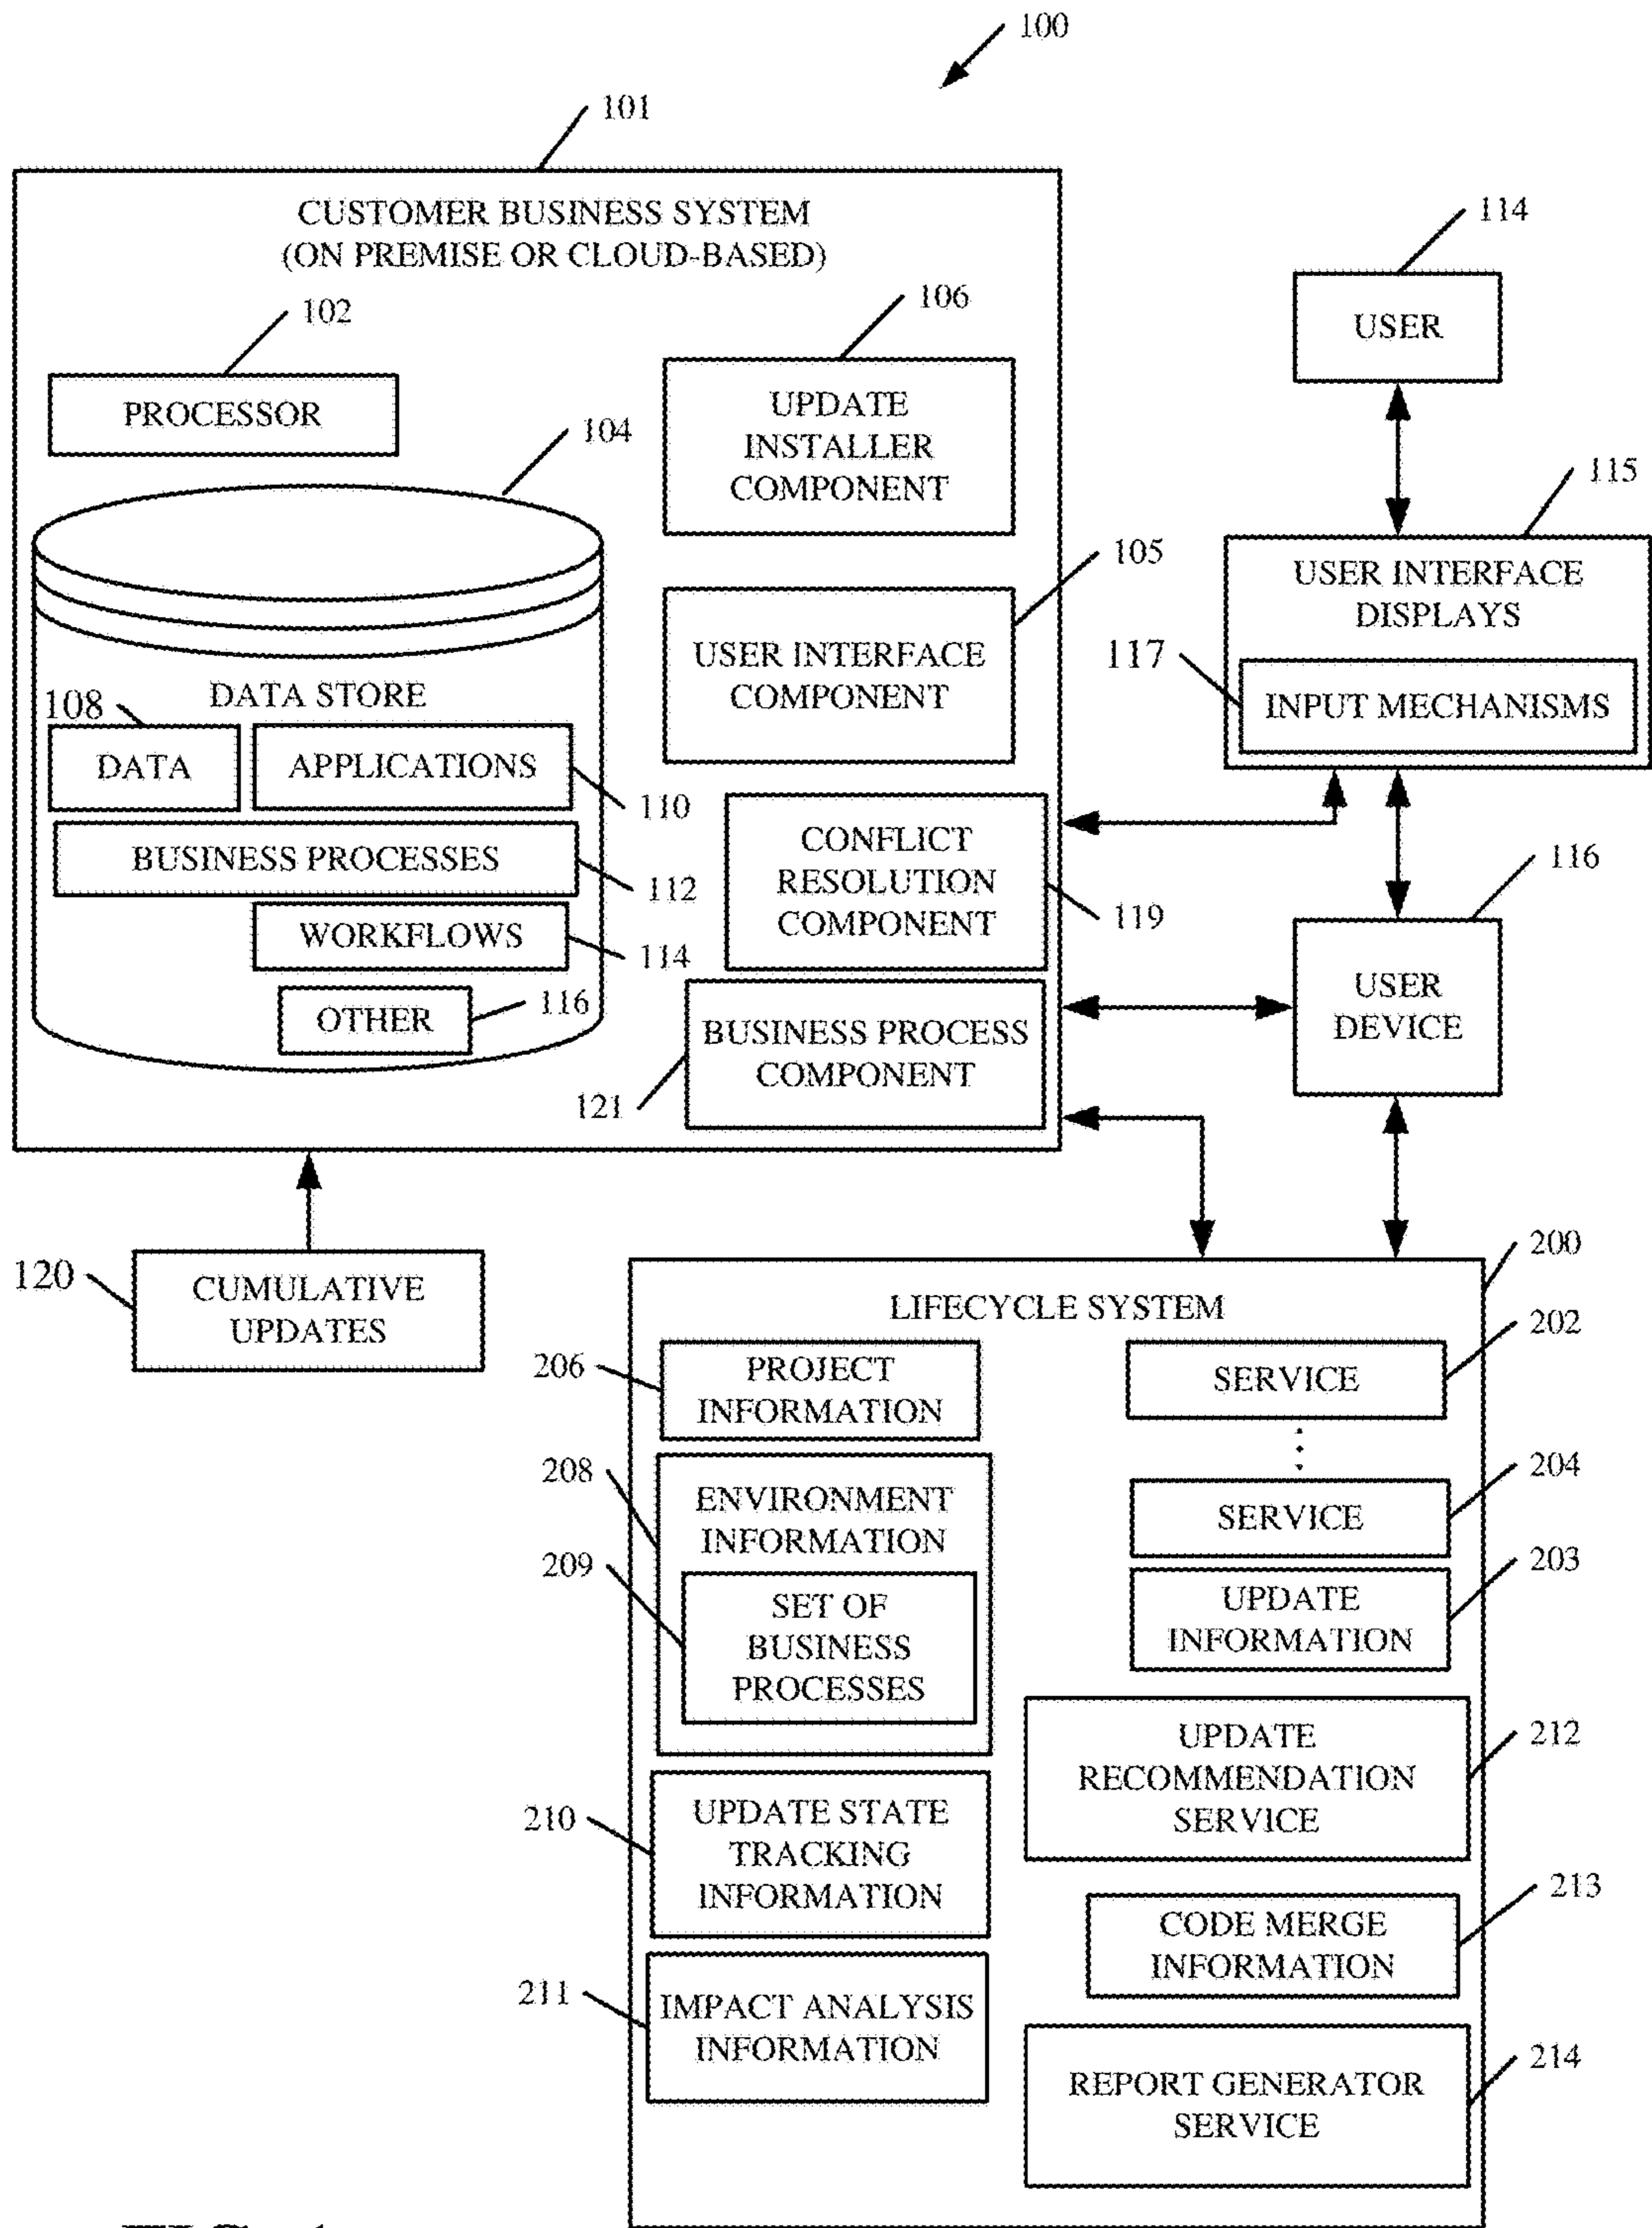 100
101
CUSTOMER BUSINESS SYSTEM
(ON PREMISE OR CLOUD-BASED)
102
PROCESSOR
104
DATA STORE
108
DATA
APPLICATIONS
110
BUSINESS PROCESSES
112
WORKFLOWS
114
OTHER
116
106
UPDATE
INSTALLER
COMPONENT
105
USER INTERFACE
COMPONENT
CONFLICT
RESOLUTION
COMPONENT
119
BUSINESS PROCESS
COMPONENT
121
114
USER
115
USER INTERFACE
DISPLAYS
117
INPUT MECHANISMS
116
USER
DEVICE
120
CUMULATIVE
UPDATES
200
LIFECYCLE SYSTEM
206
PROJECT
INFORMATION
208
ENVIRONMENT
INFORMATION
209
SET OF
BUSINESS
PROCESSES
210
UPDATE STATE
TRACKING
INFORMATION
211
IMPACT ANALYSIS
INFORMATION
202
SERVICE
204
SERVICE
203
UPDATE
INFORMATION
212
UPDATE
RECOMMENDATION
SERVICE
213
CODE MERGE
INFORMATION
214
REPORT GENERATOR
SERVICE